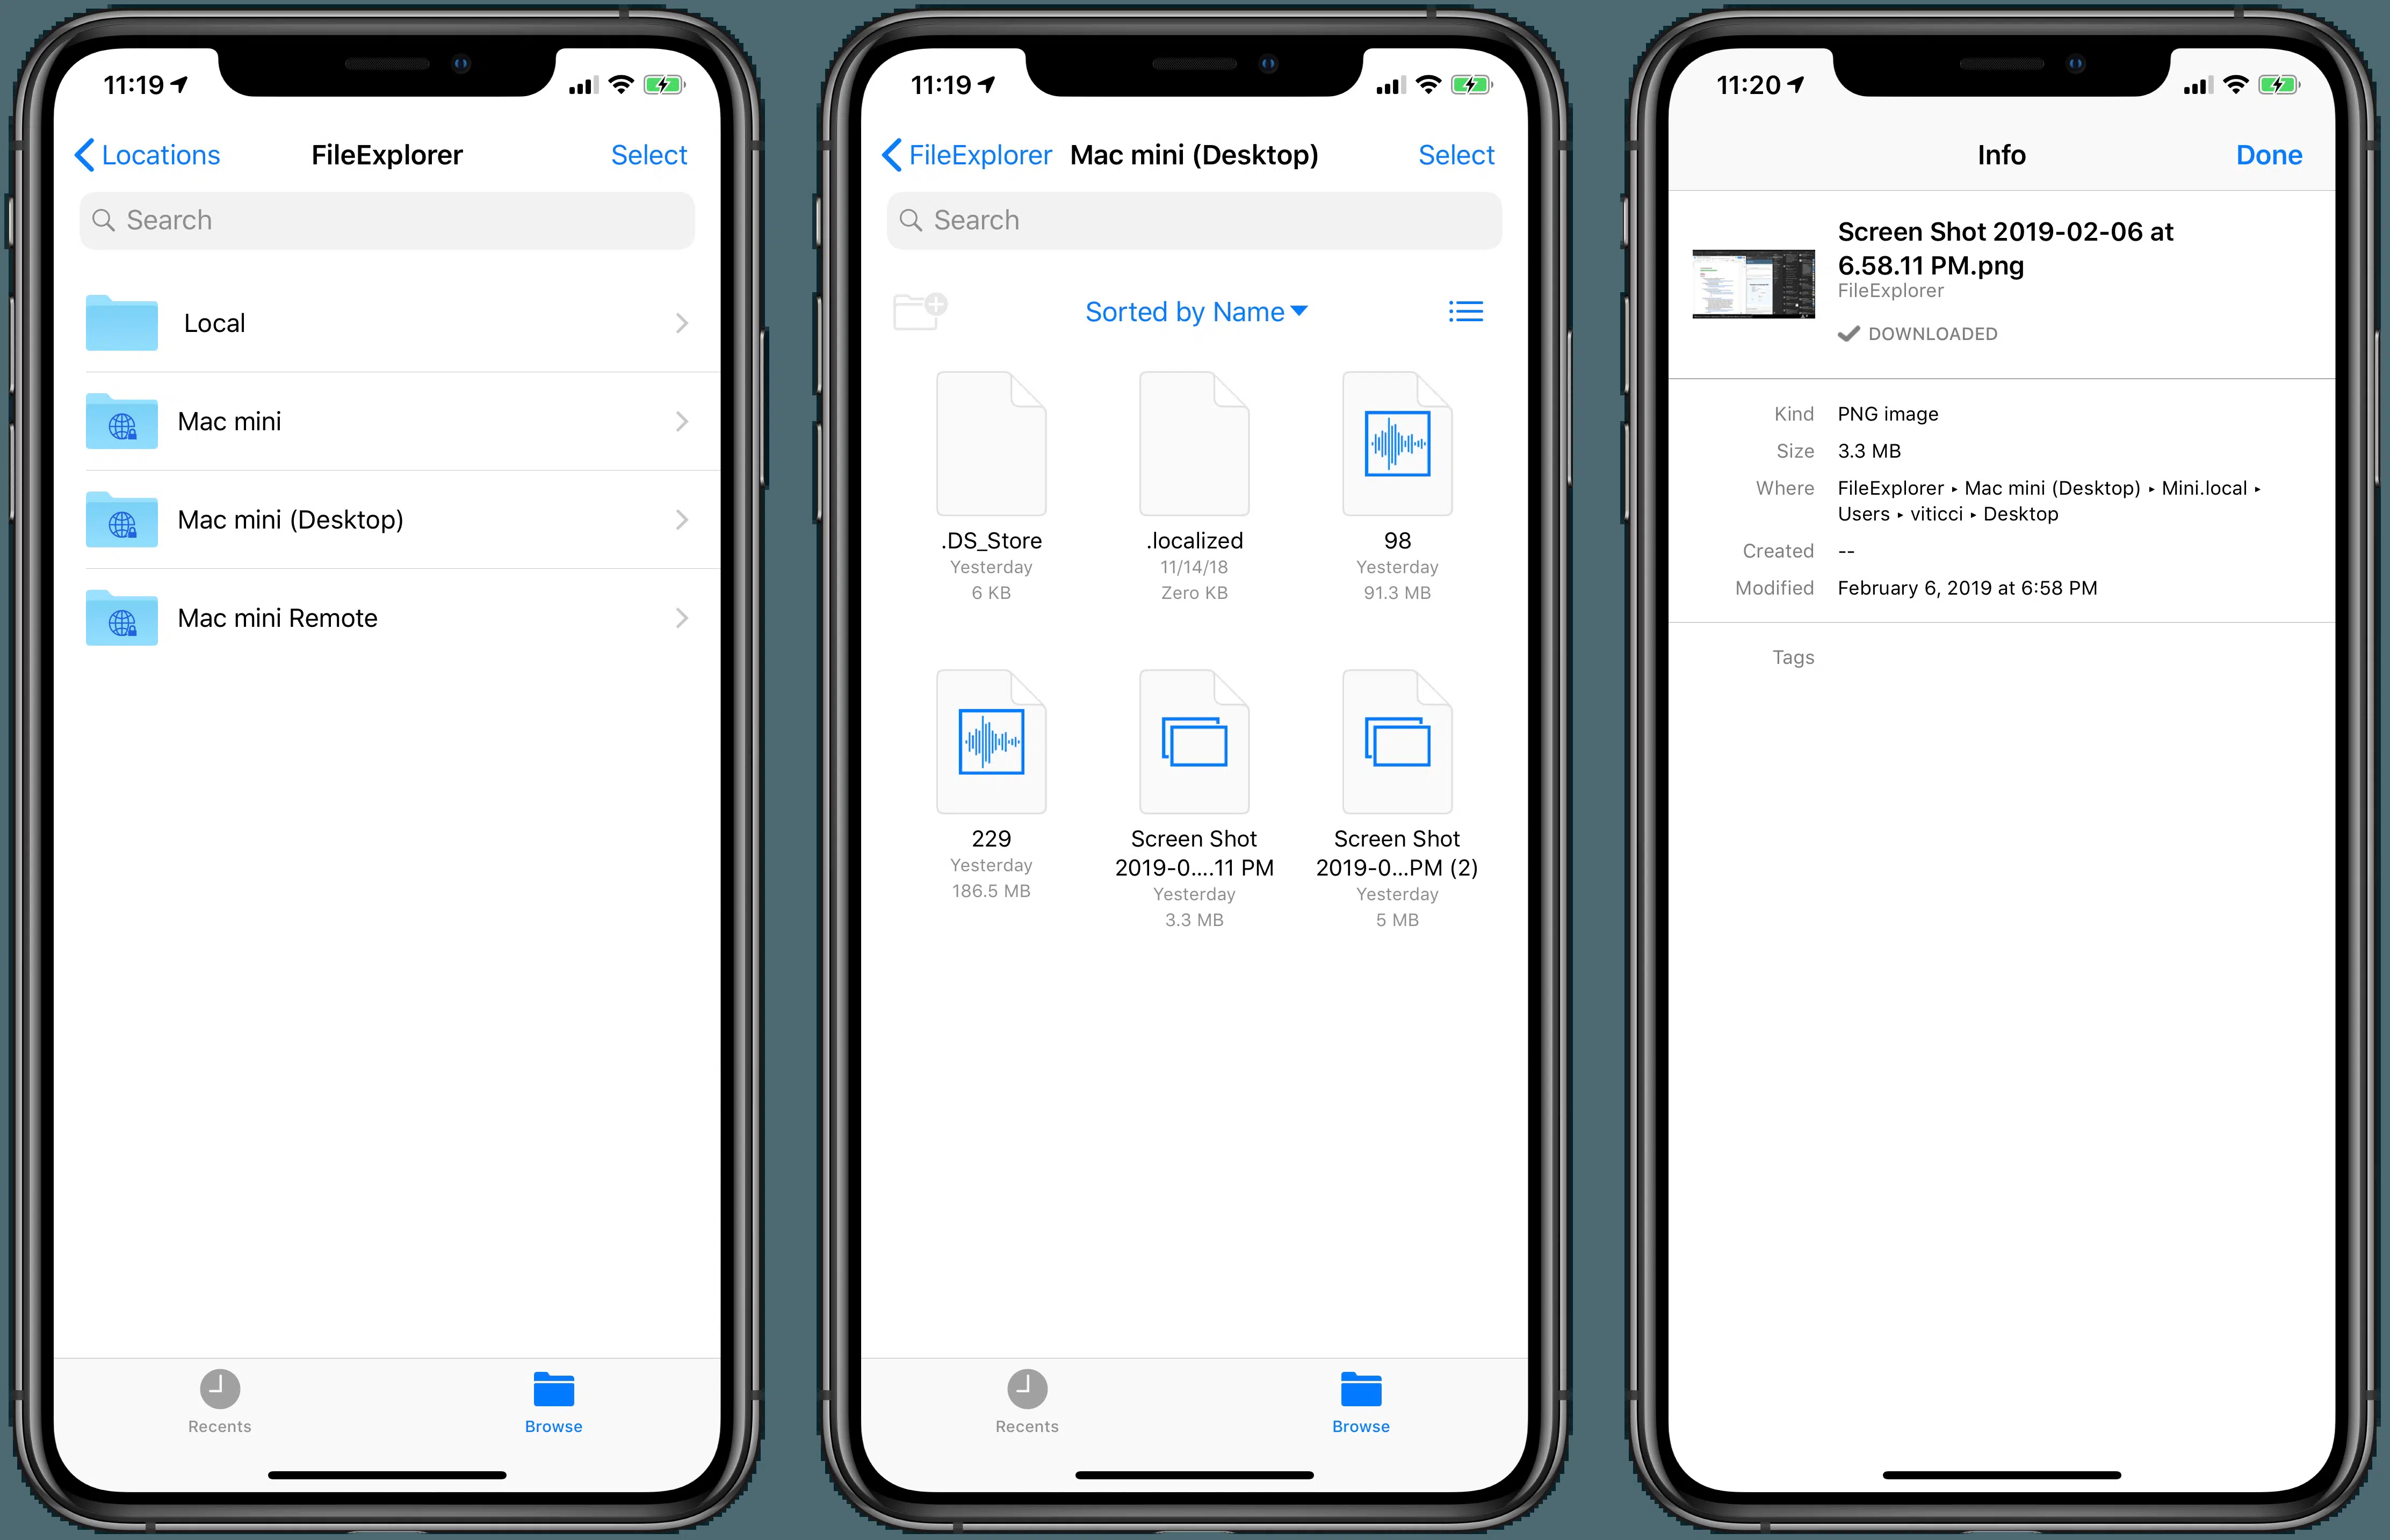 11:19
Locations
FileExplorer
Select
Search
Local
Mac mini
Mac mini (Desktop)
Mac mini Remote
Recents
Browse
11:19
FileExplorer
Mac mini (Desktop)
Select
Search
Sorted by Name
.DS_Store
Yesterday
6 KB
.localized
11/14/18
Zero KB
98
Yesterday
91.3 MB
229
Yesterday
186.5 MB
Screen Shot
2019-0....11 PM
Yesterday
3.3 MB
Screen Shot
2019-0...PM (2)
Yesterday
5 MB
Recents
Browse
11:20
Info
Done
Screen Shot 2019-02-06 at
6.58.11 PM.png
FileExplorer
DOWNLOADED
Kind PNG image
Size 3.3 MB
Where FileExplorer ▸ Mac mini (Desktop) ▸ Mini.local ▸
Users ▸ viticci ▸ Desktop
Created --
Modified February 6, 2019 at 6:58 PM
Tags